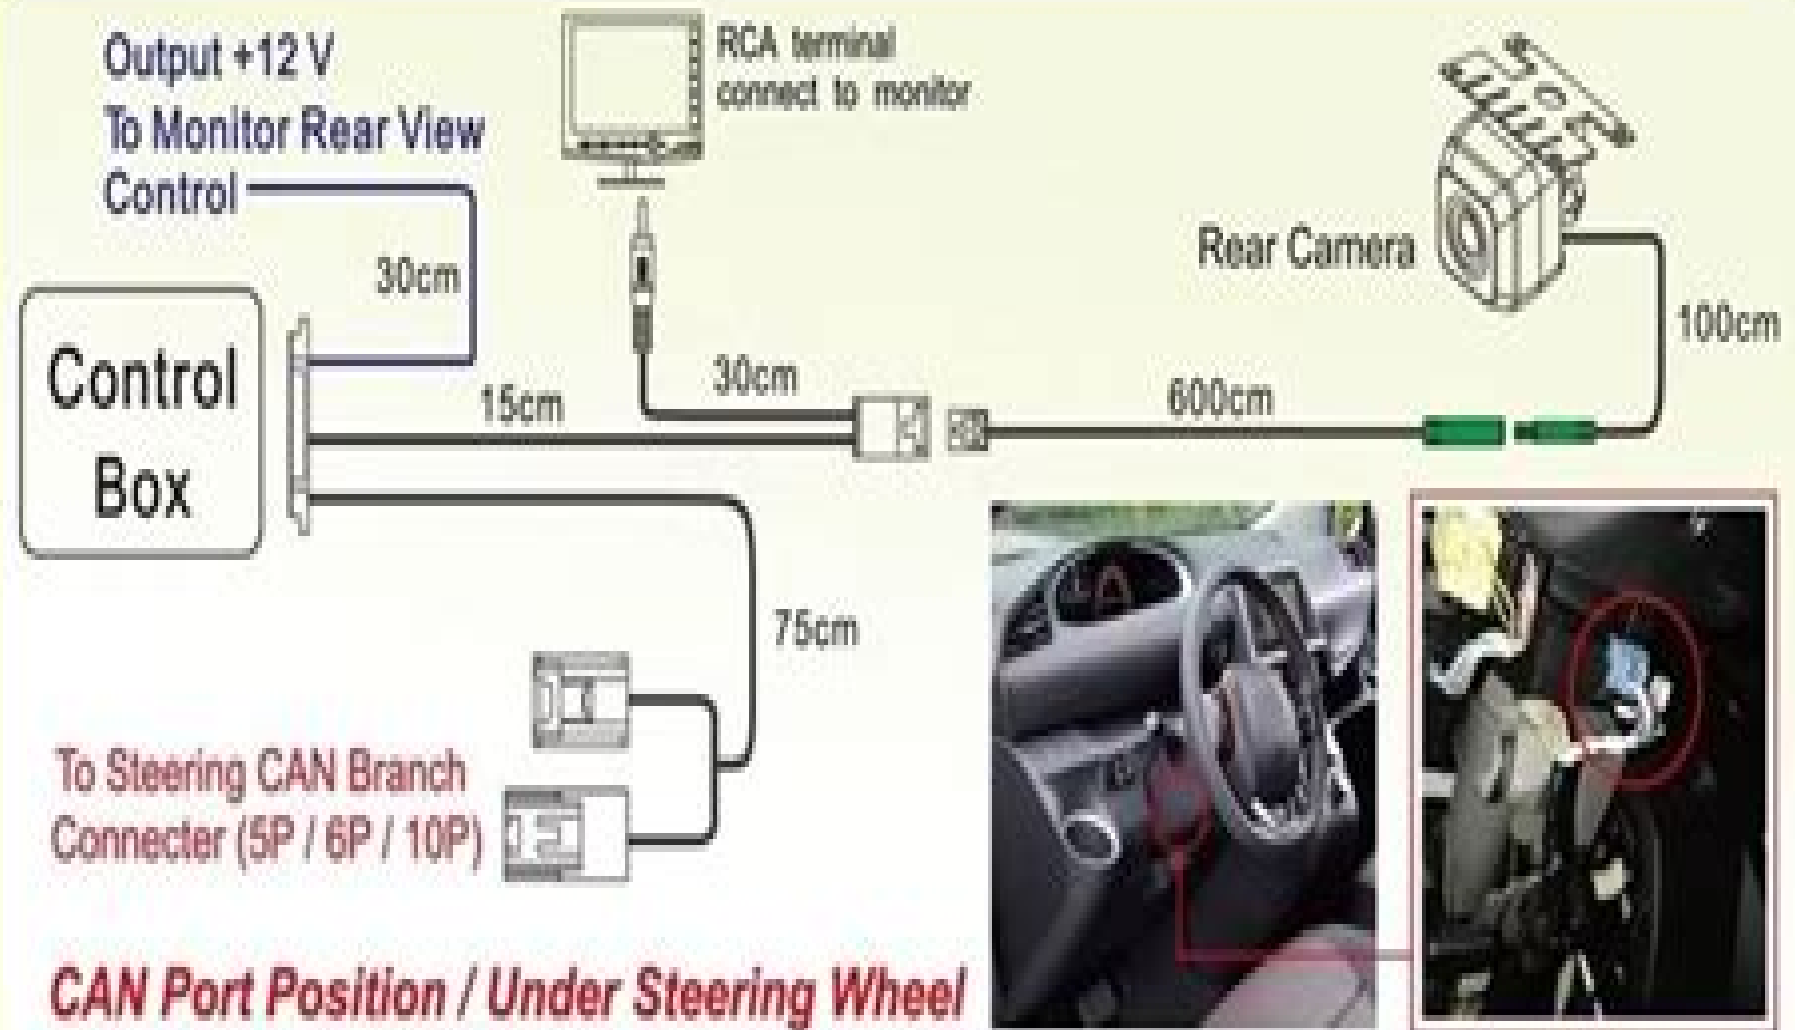 Output +12 V
To Monitor Rear View
Control
RCA terminal
connect to monitor
Rear Camera
30cm
100cm
Control
Box
15cm
30cm
600cm
75cm
To Steering CAN Branch
Connecter (5P / 6P / 10P)
CAN Port Position / Under Steering Wheel